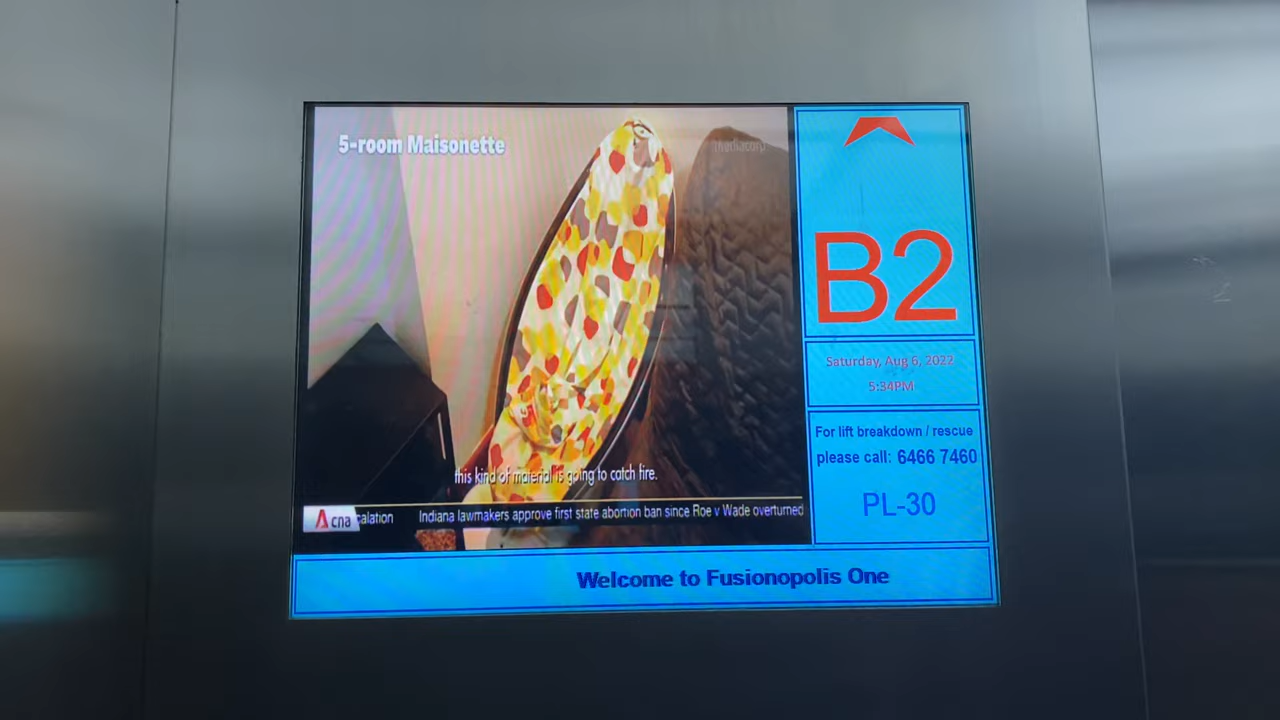 5-room Maisonette
mediacorp
this kind of material is going to catch fire.
cna
calation Indiana lawmakers approve first state abortion ban since Roe v Wade overturned
B2
Saturday, Aug 6, 2022
5:34PM
For lift breakdown / rescue
please call: 6466 7460
PL-30
Welcome to Fusionopolis One